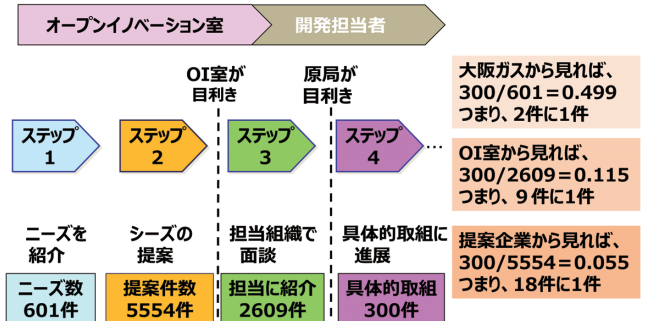 オープンイノベーション室
開発担当者
OI室が
目利き
原局が
目利き
ステップ
1
ステップ
2
ステップ
3
ステップ
4
…
ニーズを
紹介
シーズの
提案
担当組織で
面談
具体的取組に
進展
ニーズ数
601件
提案件数
5554件
担当に紹介
2609件
具体的取組
300件
大阪ガスから見れば、
300/601＝0.499
つまり、2件に1件
OI室から見れば、
300/2609＝0.115
つまり、9件に1件
提案企業から見れば、
300/5554＝0.055
つまり、18件に1件